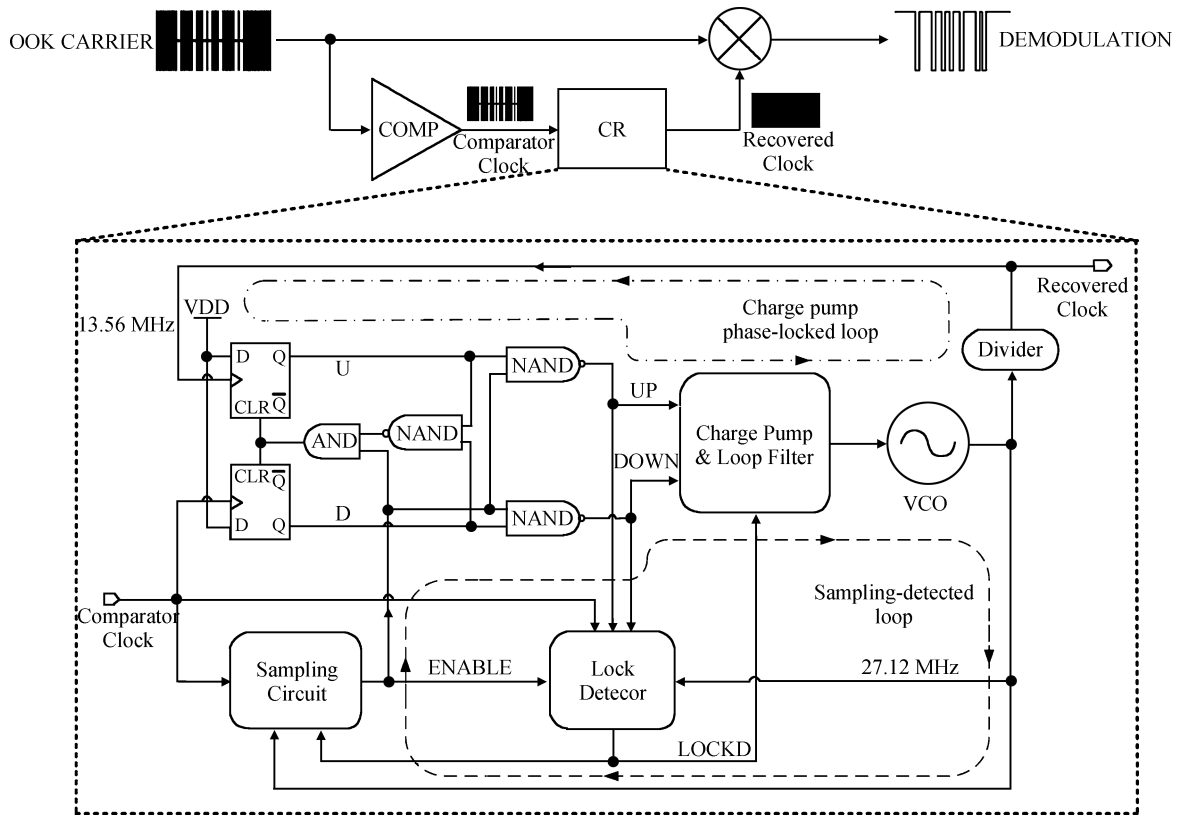 OOK CARRIER
DEMODULATION
COMP
Comparator
Clock
CR
Recovered
Clock
Recovered
Clock
13.56 MHz
VDD
Charge pump
phase-locked loop
Divider
D
Q
U
NAND
CLR
Q
UP
AND
NAND
Charge Pump
& Loop Filter
VCO
DOWN
CLR
Q
D
Q
D
NAND
Comparator
Clock
Sampling-detected
loop
Sampling
Circuit
ENABLE
Lock
Detecor
27.12 MHz
LOCKD